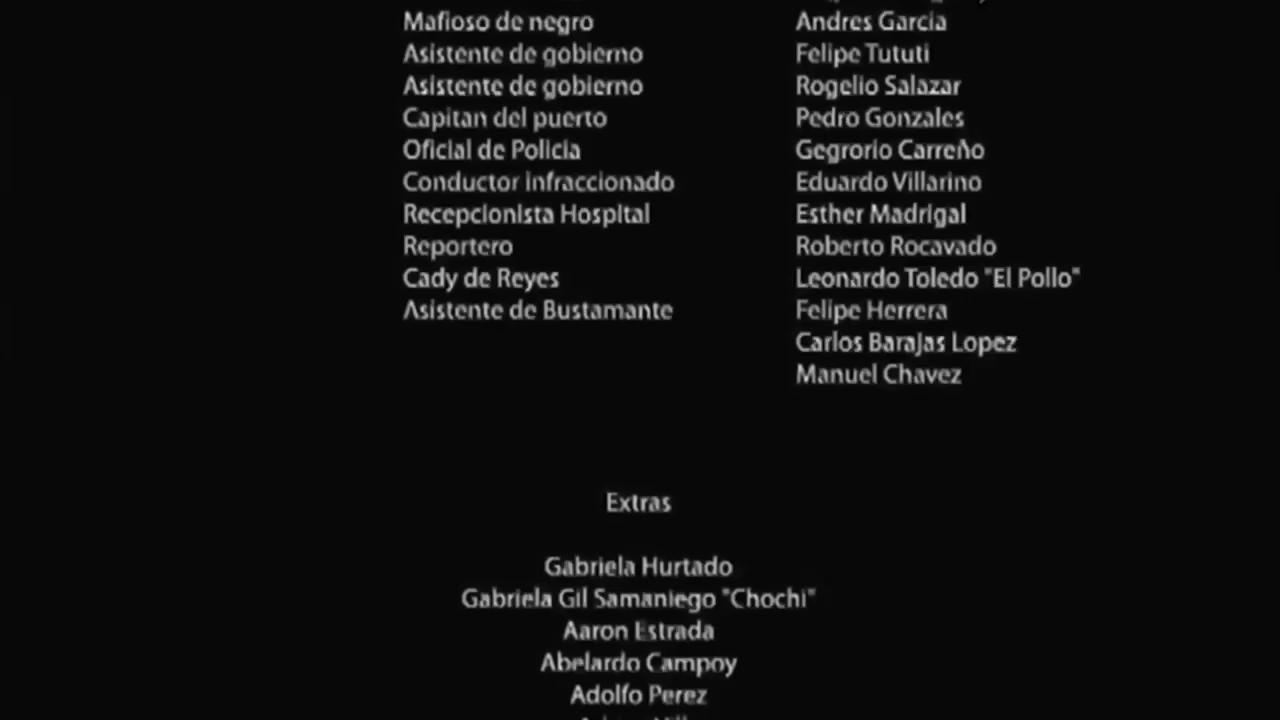 Mafioso de negro Andres Garcia
Asistente de gobierno Felipe Tututi
Asistente de gobierno Rogelio Salazar
Capitan del puerto Pedro Gonzales
Oficial de Policia Gegrorio Carreño
Conductor infraccionado Eduardo Villarino
Recepcionista Hospital Esther Madrigal
Reportero Roberto Rocavado
Cady de Reyes Leonardo Toledo "El Pollo"
Asistente de Bustamante Felipe Herrera
Carlos Barajas Lopez
Manuel Chavez
Extras
Gabriela Hurtado
Gabriela Gil Samaniego "Chochi"
Aaron Estrada
Abelardo Campoy
Adolfo Perez